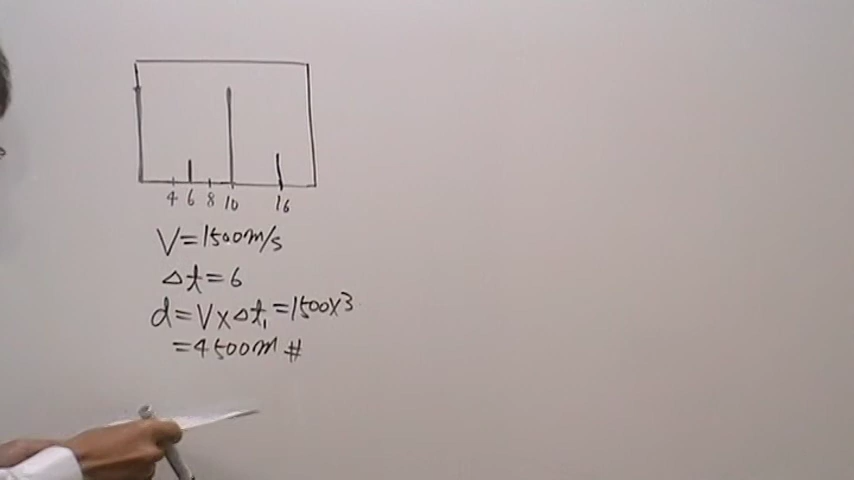 4 6 8 10 16
V=1500m/s
Δt=6
d=V×Δt₁=1500×3
=4500m #